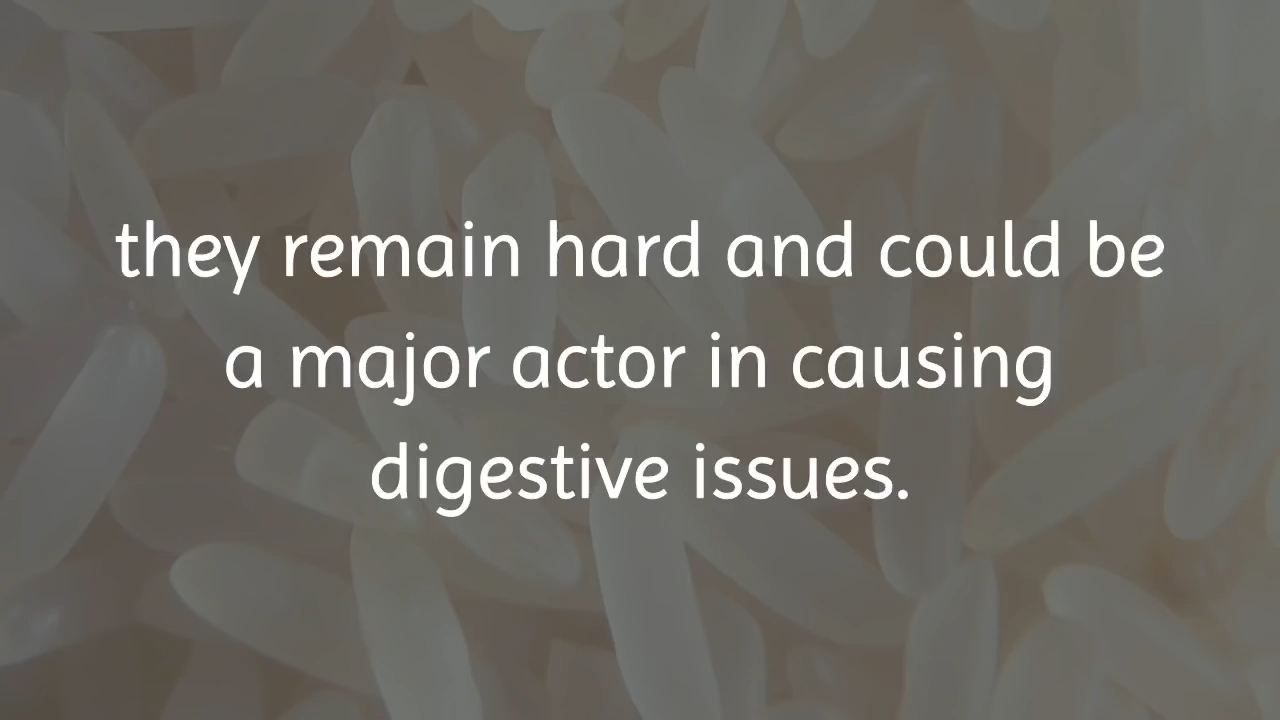 they remain hard and could be
a major actor in causing
digestive issues.